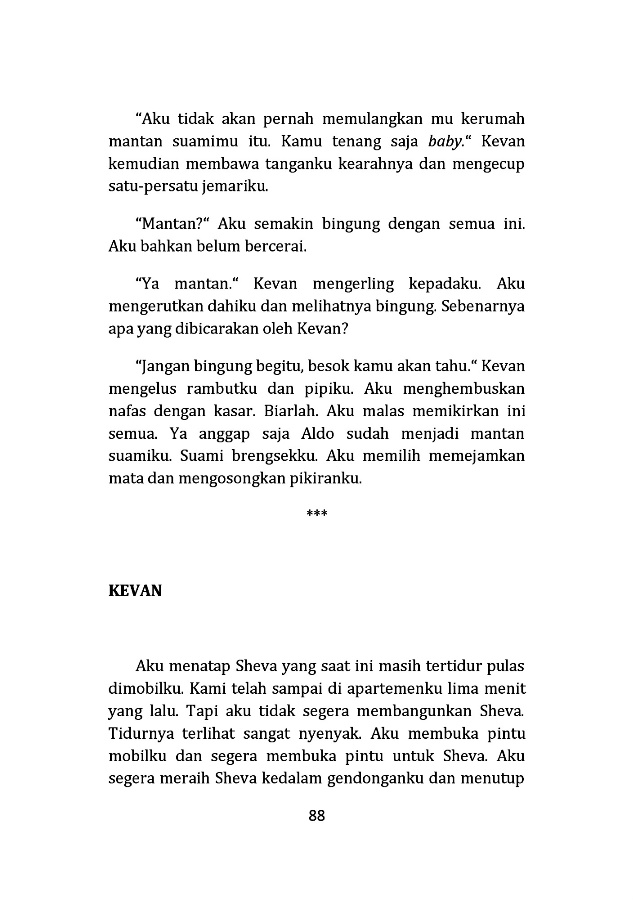 “Aku tidak akan pernah memulangkan mu kerumah
mantan suamimu itu. Kamu tenang saja baby.“ Kevan
kemudian membawa tanganku kearahnya dan mengecup
satu-persatu jemariku.
“Mantan?“ Aku semakin bingung dengan semua ini.
Aku bahkan belum bercerai.
“Ya mantan.“ Kevan mengerling kepadaku. Aku
mengerutkan dahiku dan melihatnya bingung. Sebenarnya
apa yang dibicarakan oleh Kevan?
“Jangan bingung begitu, besok kamu akan tahu.“ Kevan
mengelus rambutku dan pipiku. Aku menghembuskan
nafas dengan kasar. Biarlah. Aku malas memikirkan ini
semua. Ya anggap saja Aldo sudah menjadi mantan
suamiku. Suami brengsekku. Aku memilih memejamkan
mata dan mengosongkan pikiranku.
***
KEVAN
Aku menatap Sheva yang saat ini masih tertidur pulas
dimobilku. Kami telah sampai di apartemenku lima menit
yang lalu. Tapi aku tidak segera membangunkan Sheva.
Tidurnya terlihat sangat nyenyak. Aku membuka pintu
mobilku dan segera membuka pintu untuk Sheva. Aku
segera meraih Sheva kedalam gendonganku dan menutup
88